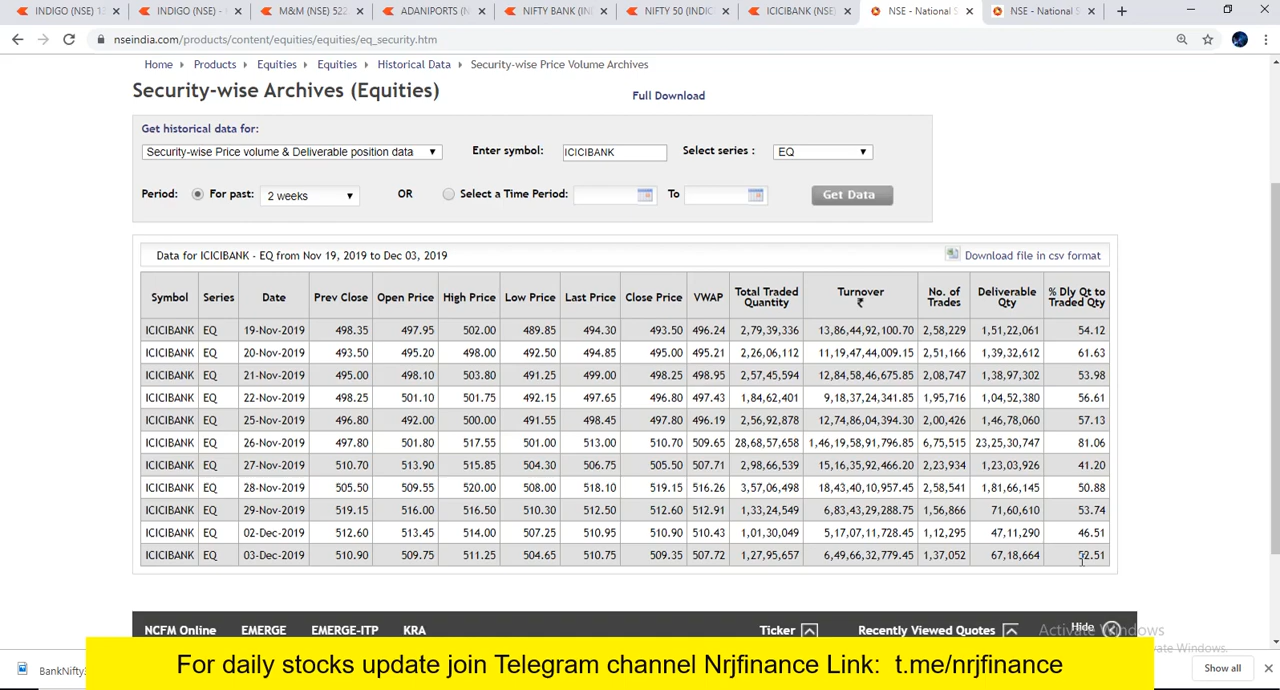 INDIGO (NSE) 1 INDIGO (NSE) - M&M (NSE) 522 ADANIPORTS (N NIFTY BANK (IN NIFTY 50 (INDIC ICICIBANK (NSE) NSE - National S NSE - National S
nseindia.com/products/content/equities/equities/eq_security.htm
Home Products Equities Equities Historical Data Security-wise Price Volume Archives
Security-wise Archives (Equities) Full Download
Get historical data for:
Security-wise Price volume & Deliverable position data Enter symbol: ICICIBANK Select series : EQ
Period: For past: 2 weeks OR Select a Time Period: To Get Data
Data for ICICIBANK - EQ from Nov 19, 2019 to Dec 03, 2019 Download file in csv format
Symbol Series Date Prev Close Open Price High Price Low Price Last Price Close Price VWAP Total Traded Quantity Turnover ₹ No. of Trades Deliverable Qty % Dly Qt to Traded Qty
ICICIBANK EQ 19-Nov-2019 498.35 497.95 502.00 489.85 494.30 493.50 496.24 2,79,39,336 13,86,44,92,100.70 2,58,229 1,51,22,061 54.12
ICICIBANK EQ 20-Nov-2019 493.50 495.20 498.00 492.50 494.85 495.00 495.21 2,26,06,112 11,19,47,44,009.15 2,51,166 1,39,32,612 61.63
ICICIBANK EQ 21-Nov-2019 495.00 498.10 503.80 491.25 499.00 498.25 498.95 2,57,45,594 12,84,58,46,675.85 2,08,747 1,38,97,302 53.98
ICICIBANK EQ 22-Nov-2019 498.25 501.10 501.75 492.15 497.65 496.80 497.43 1,84,62,401 9,18,37,24,341.85 1,95,716 1,04,52,380 56.61
ICICIBANK EQ 25-Nov-2019 496.80 492.00 500.00 491.55 498.45 497.80 496.19 2,56,92,878 12,74,86,04,394.30 2,00,426 1,46,78,060 57.13
ICICIBANK EQ 26-Nov-2019 497.80 501.80 517.55 501.00 513.00 510.70 509.65 28,68,57,658 1,46,19,58,91,796.85 6,75,515 23,25,30,747 81.06
ICICIBANK EQ 27-Nov-2019 510.70 513.90 515.85 504.30 506.75 505.50 507.71 2,98,66,539 15,16,35,92,466.20 2,23,934 1,23,03,926 41.20
ICICIBANK EQ 28-Nov-2019 505.50 509.55 520.00 508.00 518.10 519.15 516.26 3,57,06,498 18,43,40,10,957.45 2,58,541 1,81,66,145 50.88
ICICIBANK EQ 29-Nov-2019 519.15 516.00 516.50 510.30 512.50 512.60 512.91 1,33,24,549 6,83,43,29,288.75 1,56,866 71,60,610 53.74
ICICIBANK EQ 02-Dec-2019 512.60 513.45 514.00 507.25 510.95 510.90 510.43 1,01,30,049 5,17,07,11,728.45 1,12,295 47,11,290 46.51
ICICIBANK EQ 03-Dec-2019 510.90 509.75 511.25 504.65 510.75 509.35 507.72 1,27,95,657 6,49,66,32,779.45 1,37,052 67,18,664 52.51
NCFM Online EMERGE EMERGE-ITP KRA Ticker Recently Viewed Quotes Hide
Activate Windows
For daily stocks update join Telegram channel Nrjfinance Link: t.me/nrjfinance
BankNifty Show all